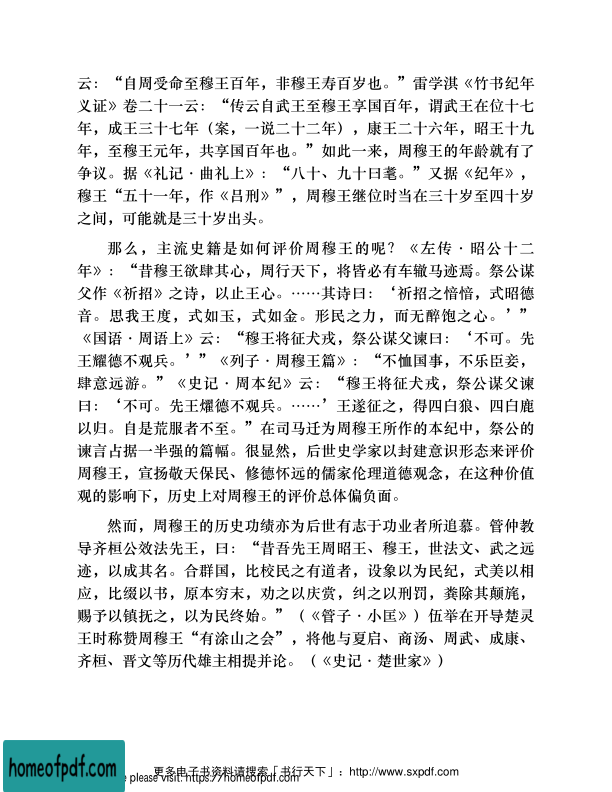 云：“自周受命至穆王百年，非穆王寿百岁也。”雷学淇《竹书纪年
义证》卷二十一云：“传云自武王至穆王享国百年，谓武王在位十七
年，成王三十七年（案，一说二十二年），康王二十六年，昭王十九
年，至穆王元年，共享国百年也。”如此一来，周穆王的年龄就有了
争议。据《礼记·曲礼上》：“八十、九十曰耄。”又据《纪年》，
穆王“五十一年，作《吕刑》”，周穆王继位时当在三十岁至四十岁
之间，可能就是三十岁出头。
那么，主流史籍是如何评价周穆王的呢？《左传·昭公十二
年》：“昔穆王欲肆其心，周行天下，将皆必有车辙马迹焉。祭公谋
父作《祈招》之诗，以止王心。……其诗曰：‘祈招之愔愔，式昭德
音。思我王度，式如玉，式如金。形民之力，而无醉饱之心。’”
《国语·周语上》云：“穆王将征犬戎，祭公谋父谏曰：‘不可。先
王耀德不观兵。’”《列子·周穆王篇》：“不恤国事，不乐臣妾，
肆意远游。”《史记·周本纪》云：“穆王将征犬戎，祭公谋父谏
曰：‘不可。先王燿德不观兵。……’王遂征之，得四白狼、四白鹿
以归。自是荒服者不至。”在司马迁为周穆王所作的本纪中，祭公的
谏言占据一半强的篇幅。很显然，后世史学家以封建意识形态来评价
周穆王，宣扬敬天保民、修德怀远的儒家伦理道德观念，在这种价值
观的影响下，历史上对周穆王的评价总体偏负面。
然而，周穆王的历史功绩亦为后世有志于功业者所追慕。管仲教
导齐桓公效法先王，曰：“昔吾先王周昭王、穆王，世法文、武之远
迹，以成其名。合群国，比校民之有道者，设象以为民纪，式美以相
应，比缀以书，原本穷末，劝之以庆赏，纠之以刑罚，粪除其颠旄，
赐予以镇抚之，以为民终始。”（《管子·小匡》）伍举在开导楚灵
王时称赞周穆王“有涂山之会”，将他与夏启、商汤、周武、成康、
齐桓、晋文等历代雄主相提并论。（《史记·楚世家》）
homeofpdf.com
更多电子书资料请搜索「书行天下」：http://www.sxpdf.com
e please visit: https://homeofpdf.com